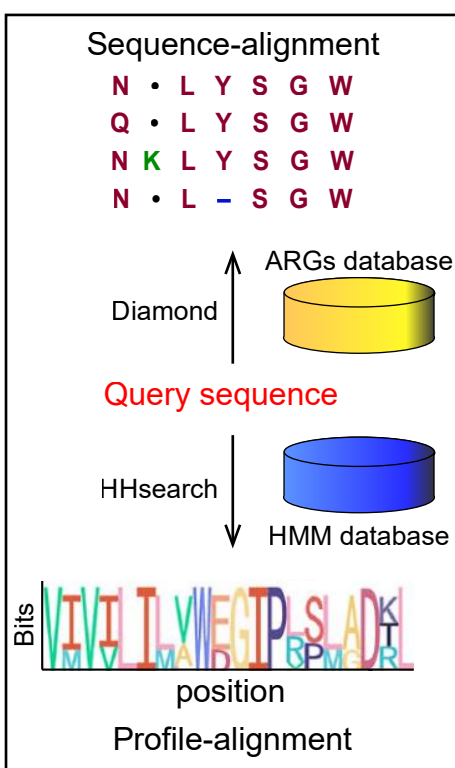 Sequence-alignment
N • L Y S G W
Q • L Y S G W
N K L Y S G W
N • L – S G W
ARGs database
Diamond
Query sequence
HHsearch
HMM database
Bits
position
Profile-alignment